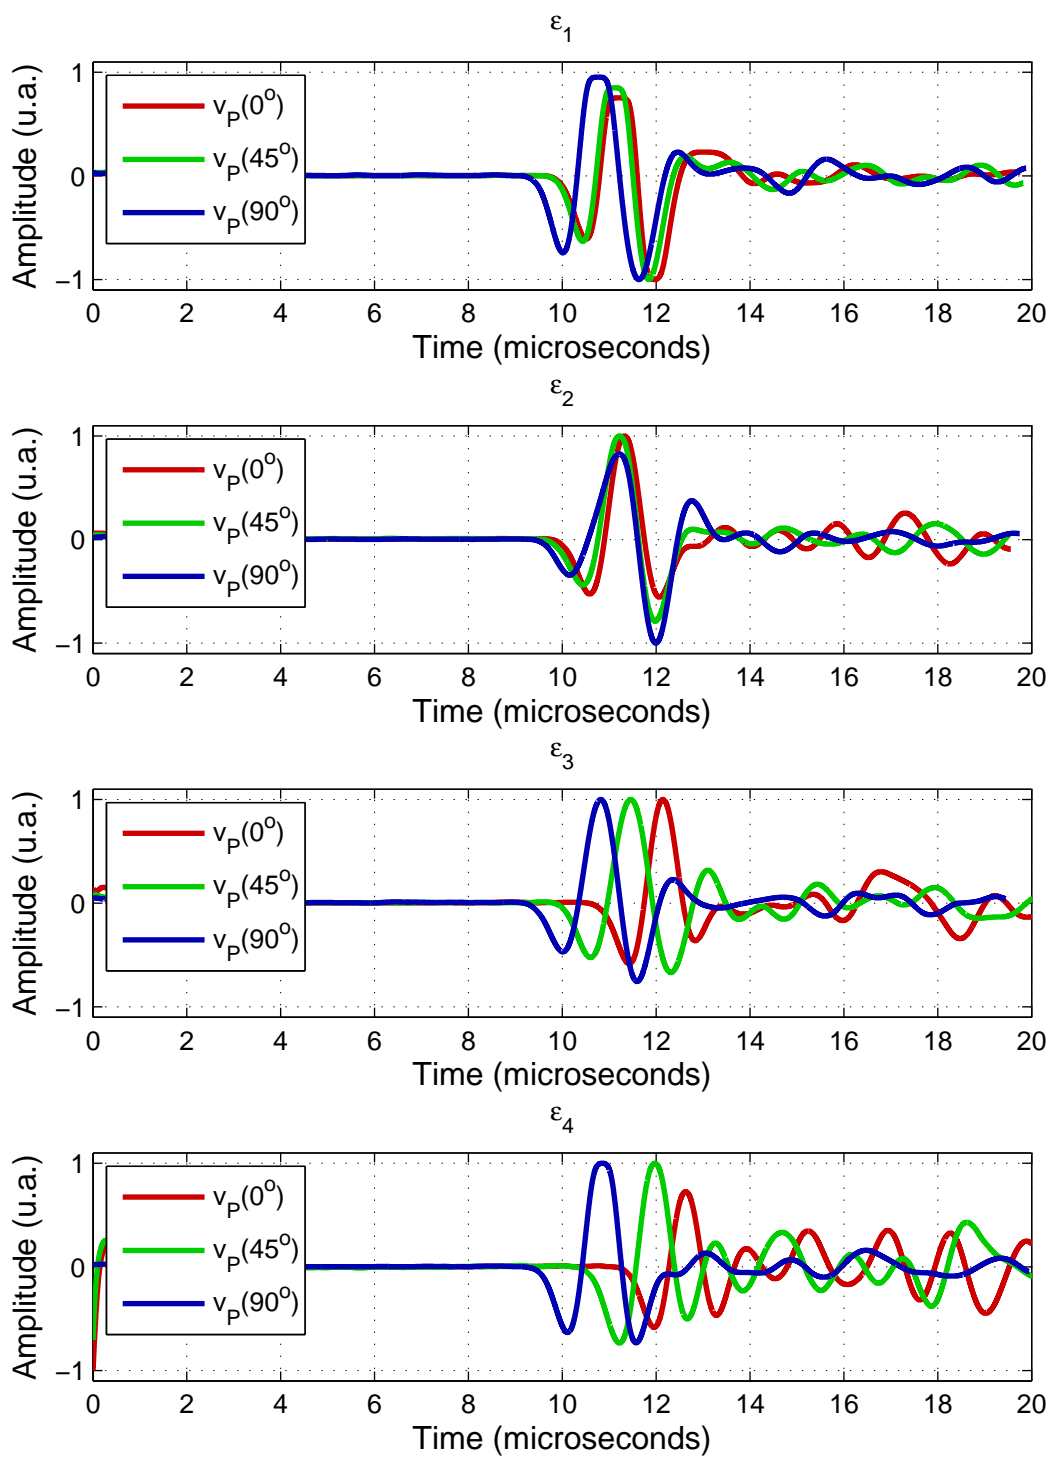 ε1
Amplitude (u.a.)
1
0
−1
vP(0o)
vP(45o)
vP(90o)
0 2 4 6 8 10 12 14 16 18 20
Time (microseconds)
ε2
Amplitude (u.a.)
1
0
−1
vP(0o)
vP(45o)
vP(90o)
0 2 4 6 8 10 12 14 16 18 20
Time (microseconds)
ε3
Amplitude (u.a.)
1
0
−1
vP(0o)
vP(45o)
vP(90o)
0 2 4 6 8 10 12 14 16 18 20
Time (microseconds)
ε4
Amplitude (u.a.)
1
0
−1
vP(0o)
vP(45o)
vP(90o)
0 2 4 6 8 10 12 14 16 18 20
Time (microseconds)